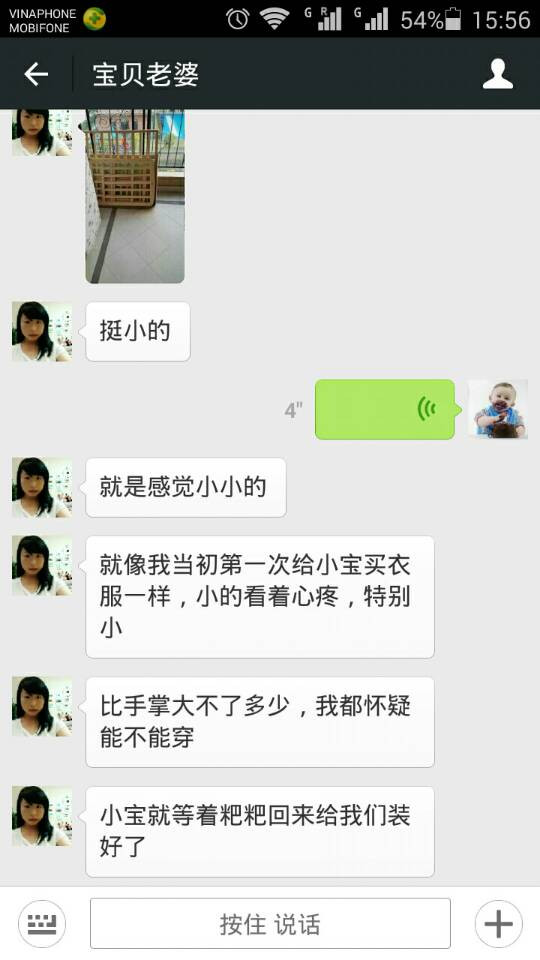 VINAPHONE
MOBIFONE
G R G 54% 15:56
宝贝老婆
挺小的
4"
就是感觉小小的
就像我当初第一次给小宝买衣
服一样，小的看着心疼，特别
小
比手掌大不了多少，我都怀疑
能不能穿
小宝就等着粑粑回来给我们装
好了
按住 说话